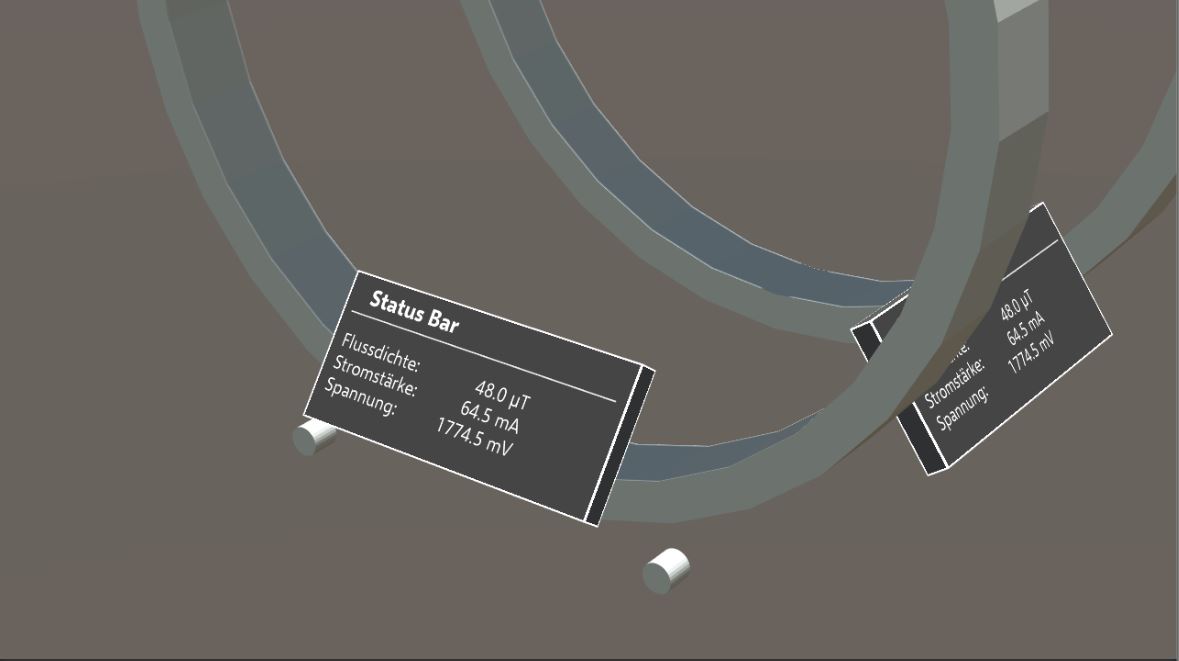 Status Bar
Flussdichte: 48.0 µT
Stromstärke: 64.5 mA
Spannung: 1774.5 mV
48.0 µT
Stromstärke: 64.5 mA
Spannung: 1774.5 mV